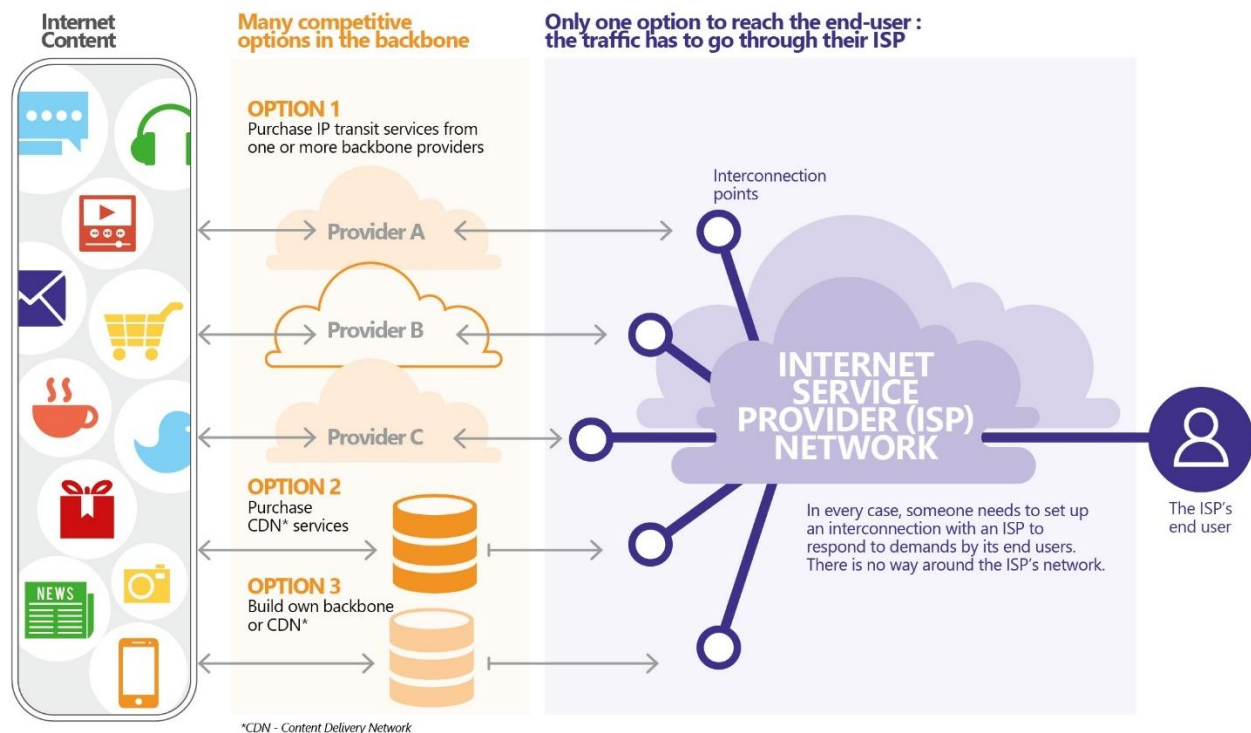 Internet
Content
Many competitive
options in the backbone
Only one option to reach the end-user :
the traffic has to go through their ISP
OPTION 1
Purchase IP transit services from
one or more backbone providers
Interconnection
points
Provider A
Provider B
Provider C
INTERNET
SERVICE
PROVIDER (ISP)
NETWORK
OPTION 2
Purchase
CDN* services
In every case, someone needs to set up
an interconnection with an ISP to
respond to demands by its end users.
There is no way around the ISP's network.
The ISP's
end user
OPTION 3
Build own backbone
or CDN*
NEWS
*CDN - Content Delivery Network